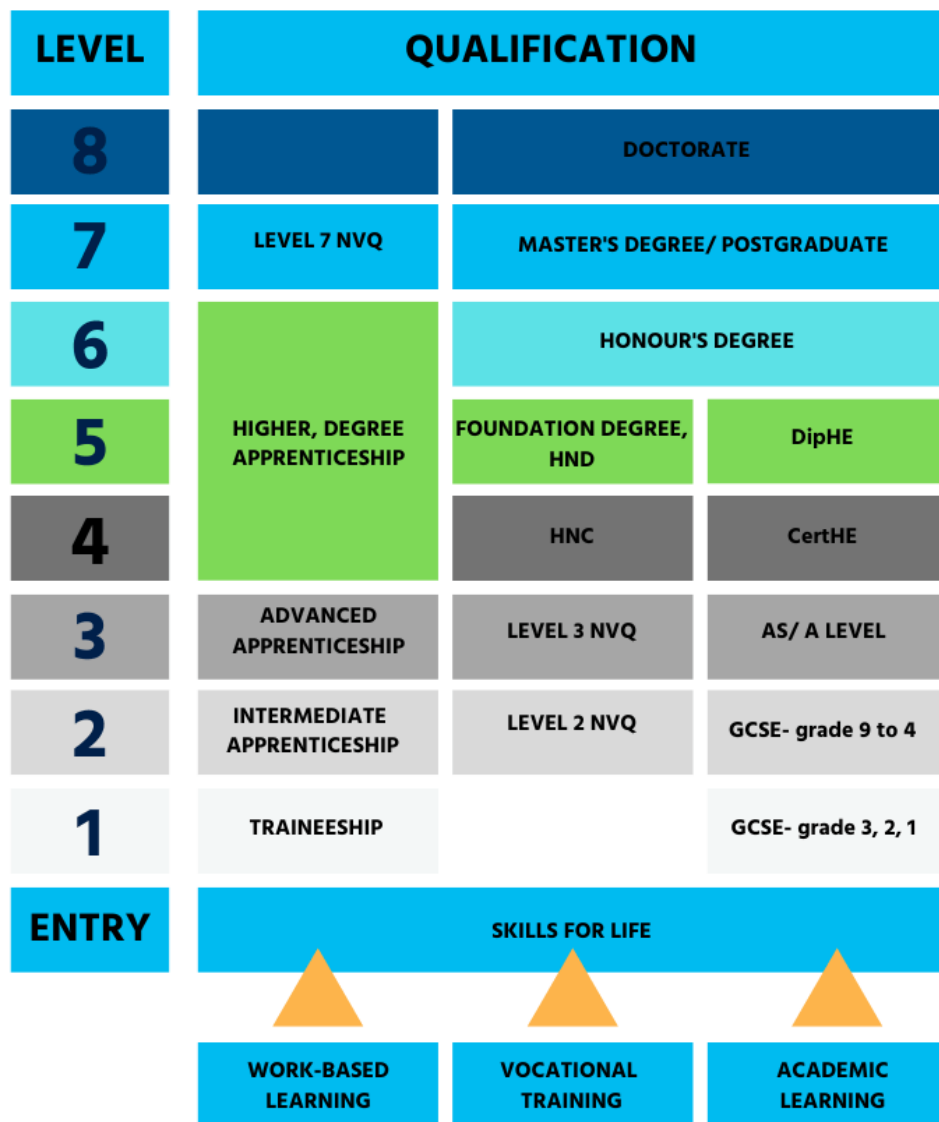 LEVEL
QUALIFICATION
8
DOCTORATE
7
LEVEL 7 NVQ
MASTER'S DEGREE/ POSTGRADUATE
6
HONOUR'S DEGREE
5
HIGHER, DEGREE
APPRENTICESHIP
FOUNDATION DEGREE,
HND
DipHE
4
HNC
CertHE
3
ADVANCED
APPRENTICESHIP
LEVEL 3 NVQ
AS/ A LEVEL
2
INTERMEDIATE
APPRENTICESHIP
LEVEL 2 NVQ
GCSE- grade 9 to 4
1
TRAINEESHIP
GCSE- grade 3, 2, 1
ENTRY
SKILLS FOR LIFE
WORK-BASED
LEARNING
VOCATIONAL
TRAINING
ACADEMIC
LEARNING